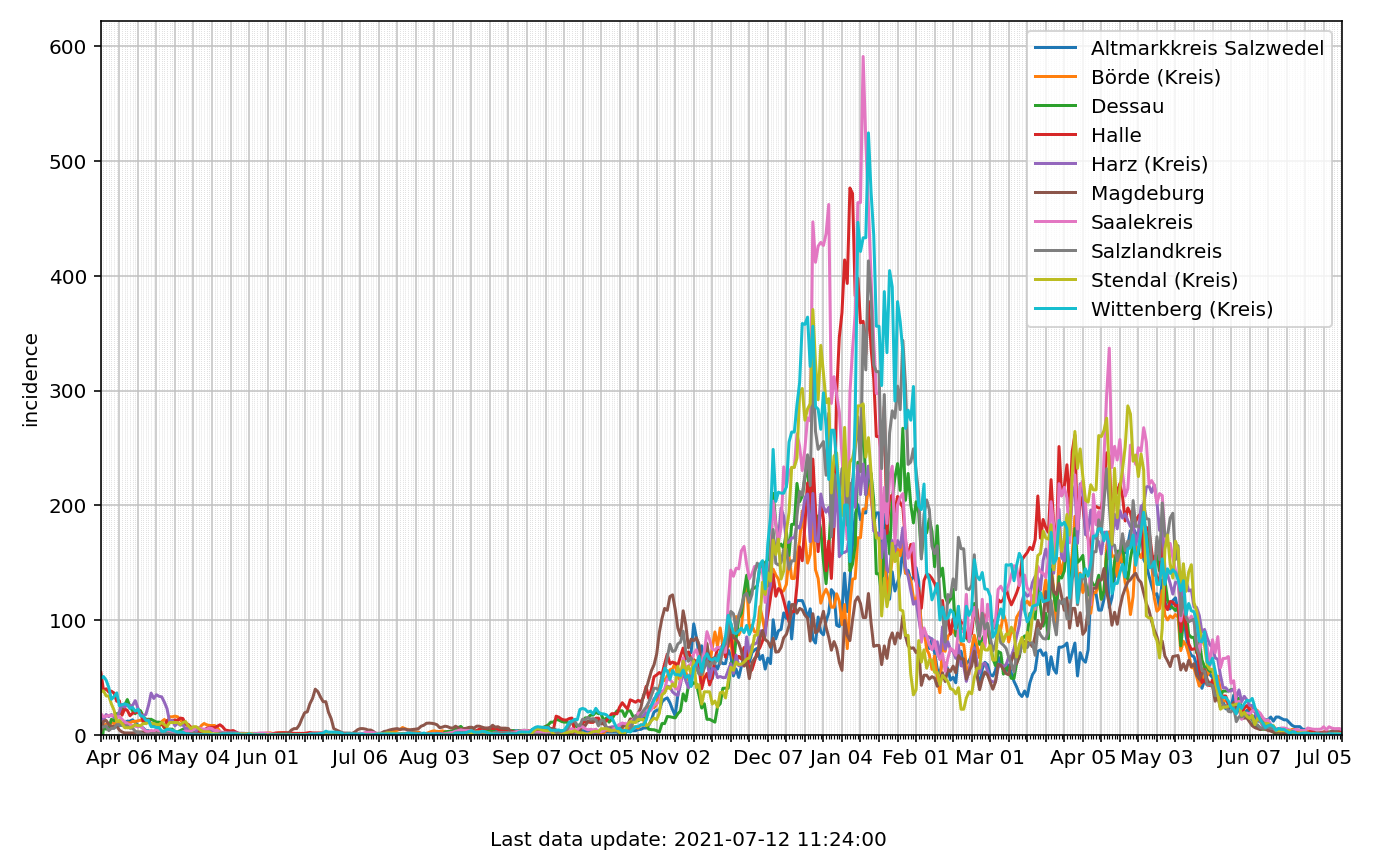 600
500
400
300
200
100
0
incidence
Altmarkkreis Salzwedel
Börde (Kreis)
Dessau
Halle
Harz (Kreis)
Magdeburg
Saalekreis
Salzlandkreis
Stendal (Kreis)
Wittenberg (Kreis)
Apr 06 May 04 Jun 01 Jul 06 Aug 03 Sep 07 Oct 05 Nov 02 Dec 07 Jan 04 Feb 01 Mar 01 Apr 05 May 03 Jun 07 Jul 05
Last data update: 2021-07-12 11:24:00